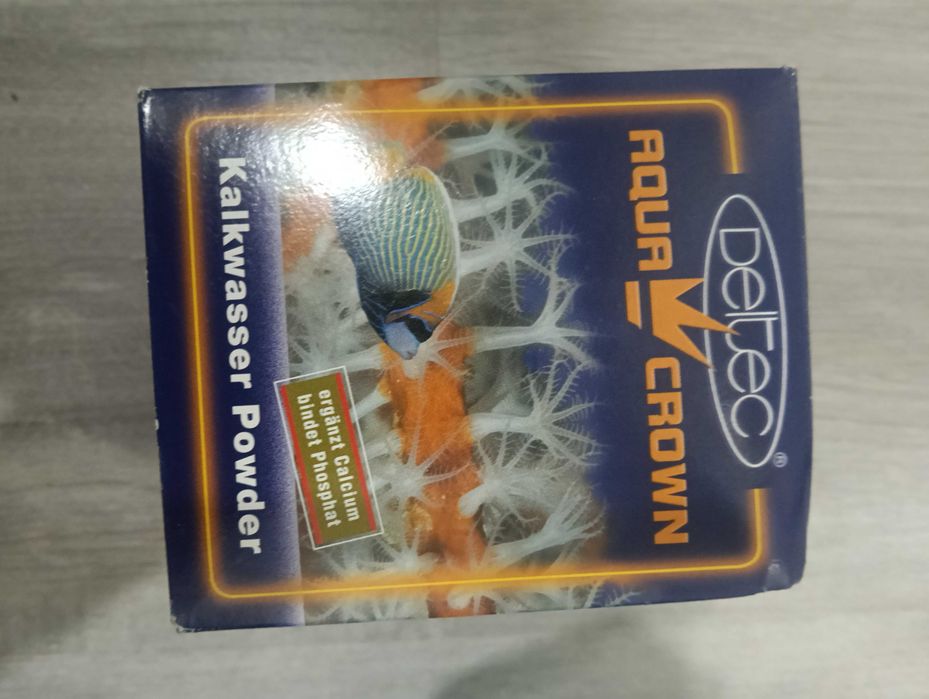 Deltec®
AQUA CROWN
ergänzt Calcium
bindet Phosphat
Kalkwasser Powder